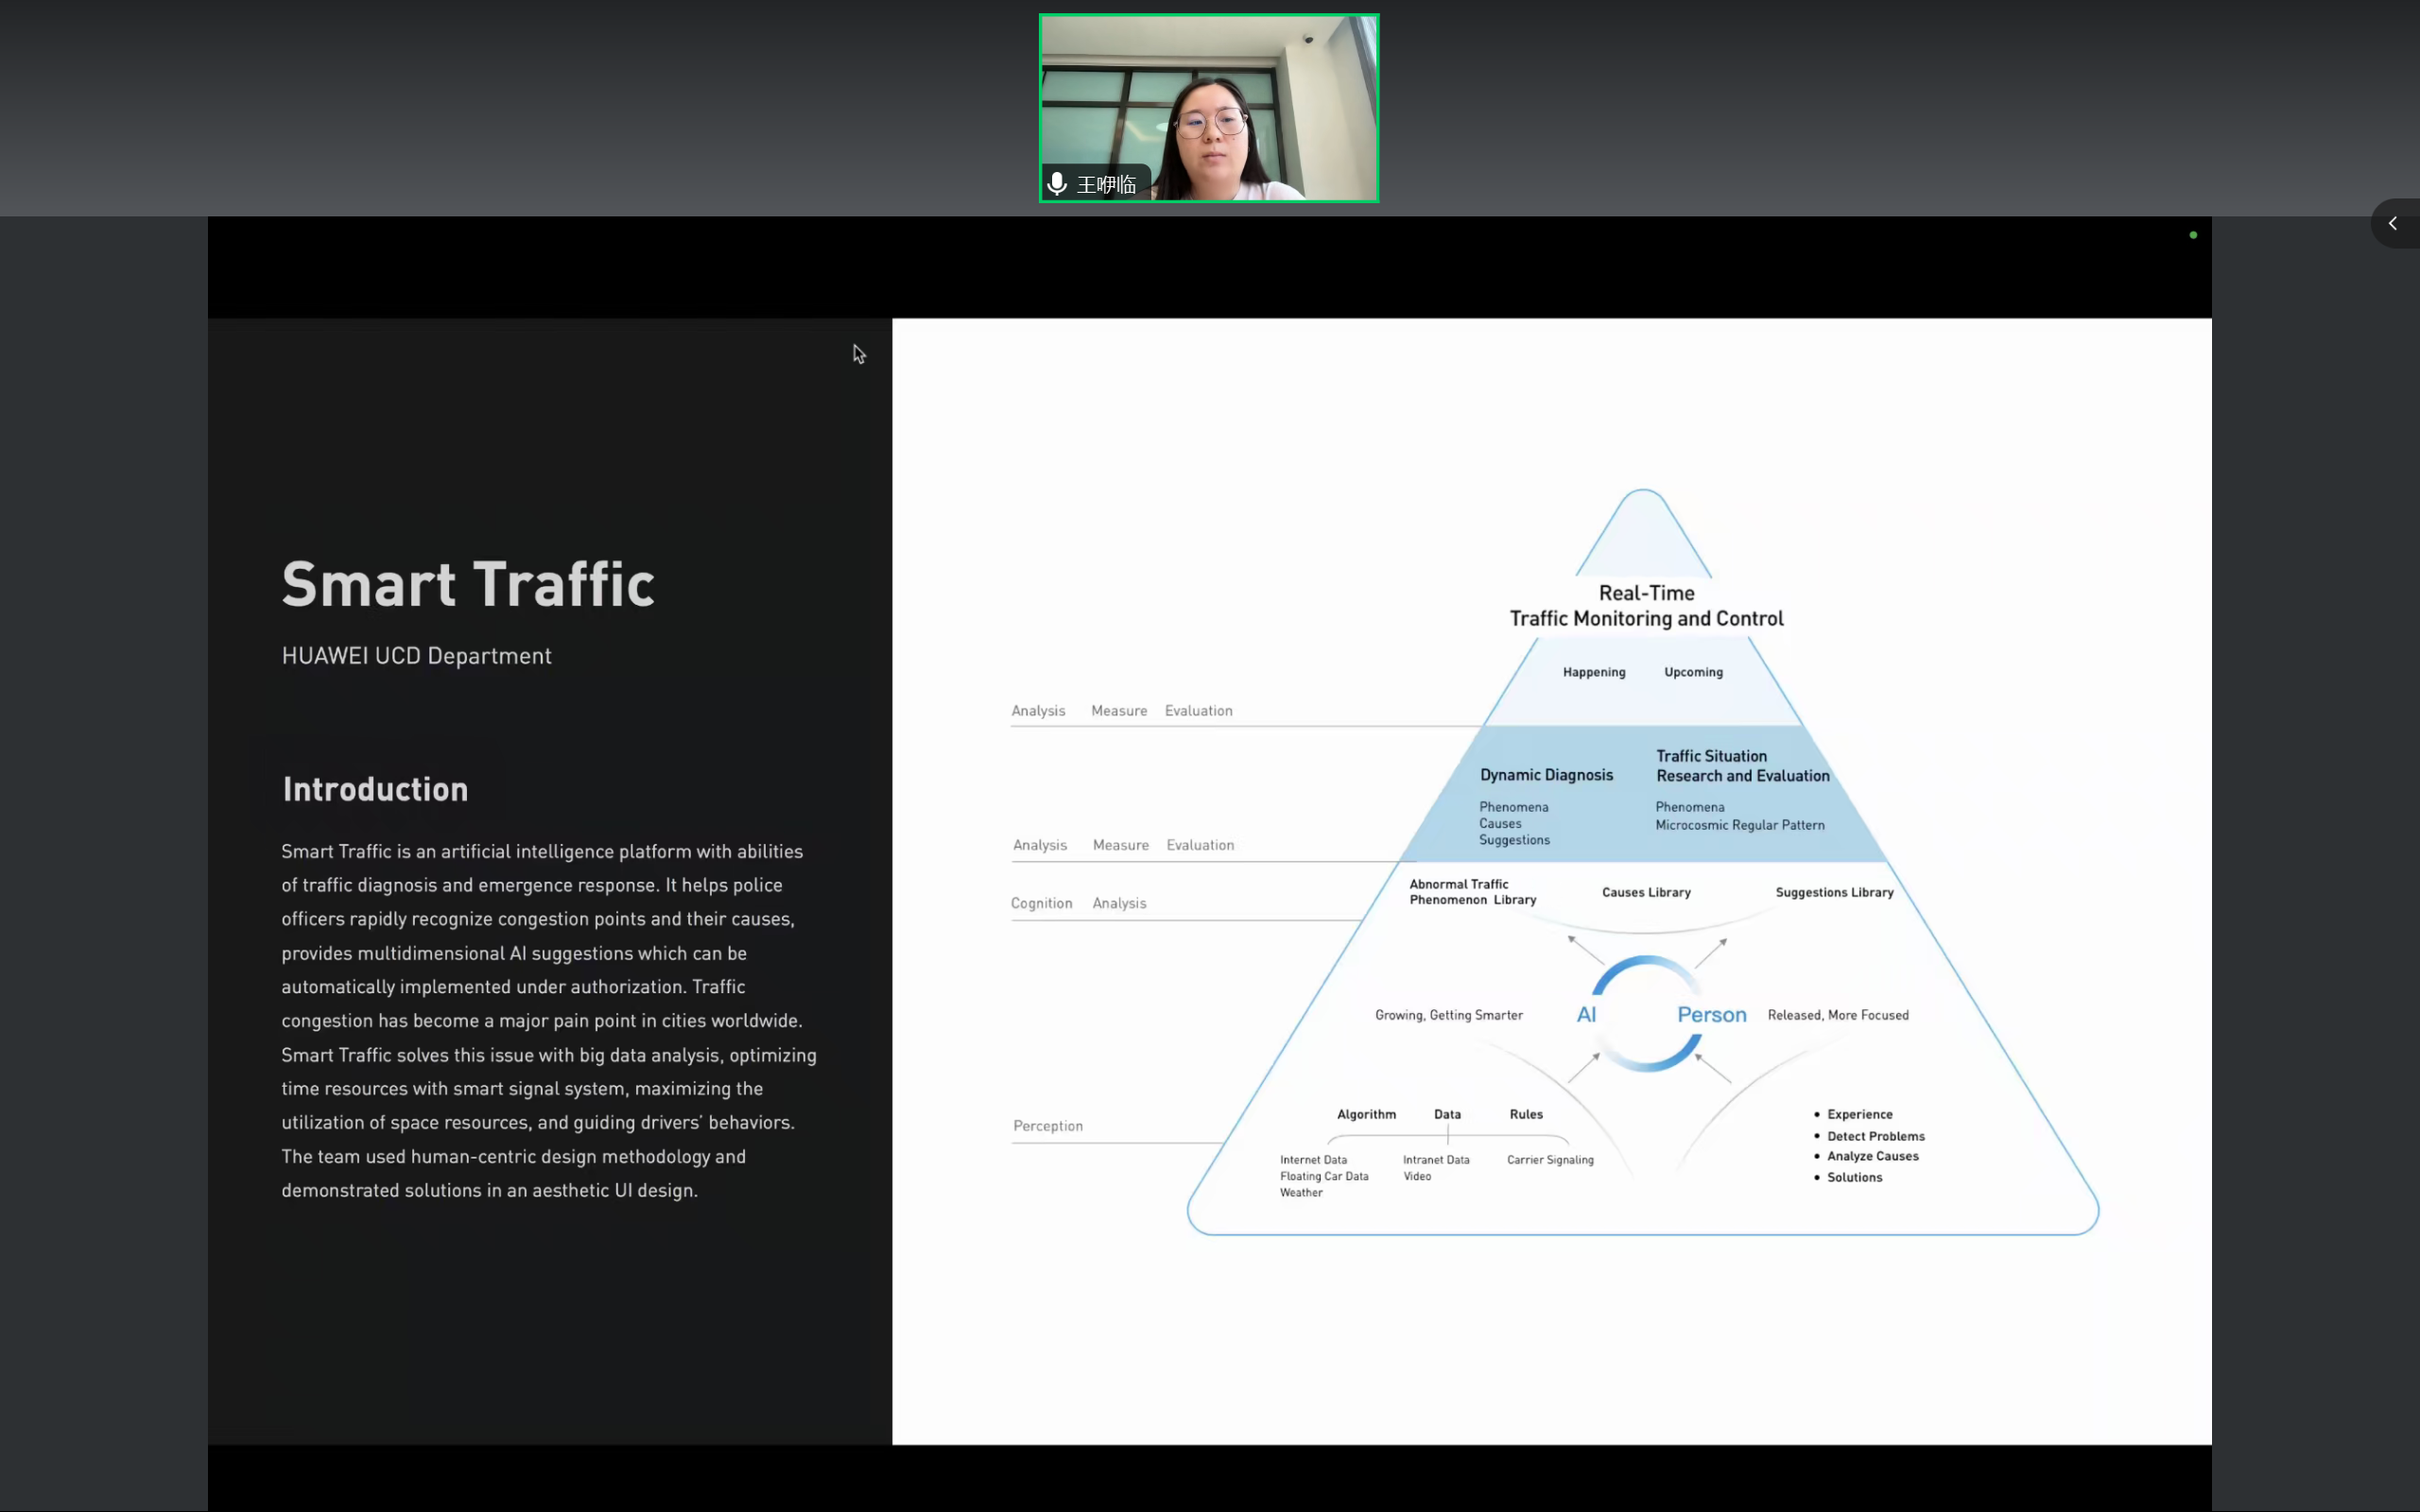 王咿临
Smart Traffic
HUAWEI UCD Department
Introduction
Smart Traffic is an artificial intelligence platform with abilities
of traffic diagnosis and emergence response. It helps police
officers rapidly recognize congestion points and their causes,
provides multidimensional AI suggestions which can be
automatically implemented under authorization. Traffic
congestion has become a major pain point in cities worldwide.
Smart Traffic solves this issue with big data analysis, optimizing
time resources with smart signal system, maximizing the
utilization of space resources, and guiding drivers' behaviors.
The team used human-centric design methodology and
demonstrated solutions in an aesthetic UI design.
Real-Time
Traffic Monitoring and Control
Happening Upcoming
Analysis Measure Evaluation
Dynamic Diagnosis
Phenomena
Causes
Suggestions
Traffic Situation
Research and Evaluation
Phenomena
Microcosmic Regular Pattern
Analysis Measure Evaluation
Abnormal Traffic
Phenomenon Library
Causes Library
Suggestions Library
Cognition Analysis
Growing, Getting Smarter
AI
Person
Released, More Focused
Perception
Algorithm Data Rules
Internet Data
Floating Car Data
Weather
Intranet Data
Video
Carrier Signaling
• Experience
• Detect Problems
• Analyze Causes
• Solutions